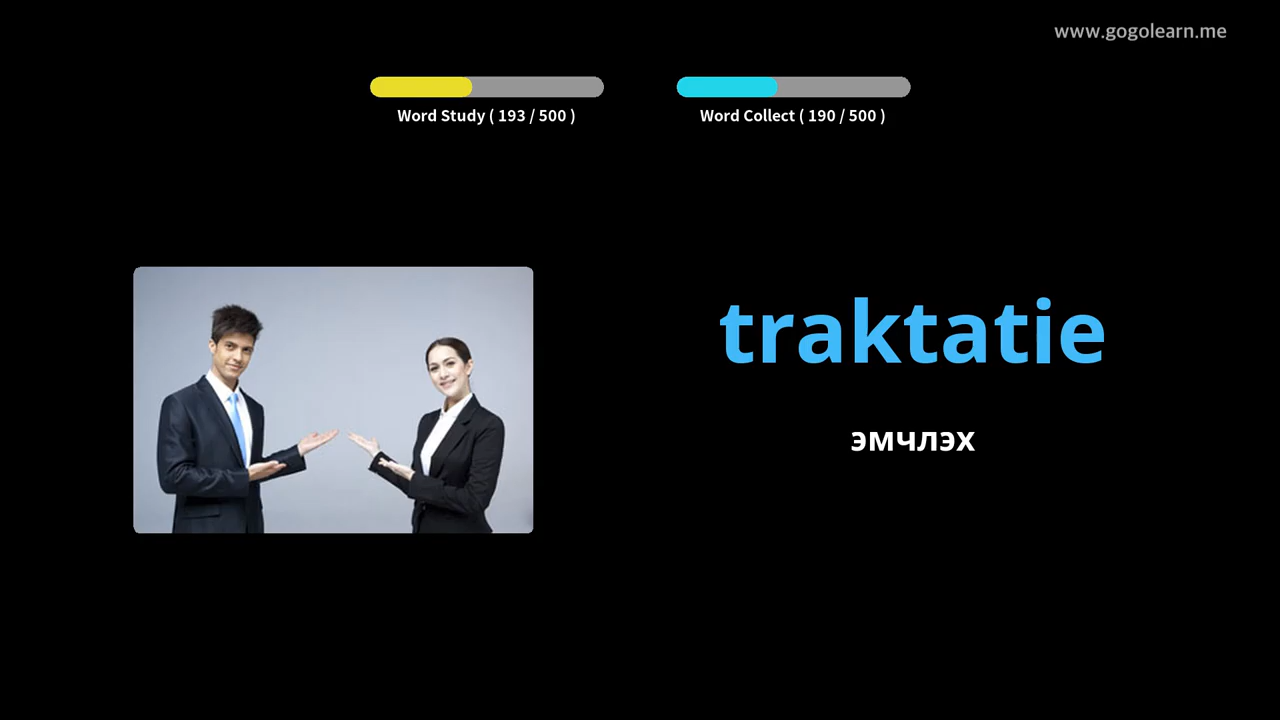 www.gogolearn.me
Word Study ( 193 / 500 )
Word Collect ( 190 / 500 )
traktatie
эмчлэх